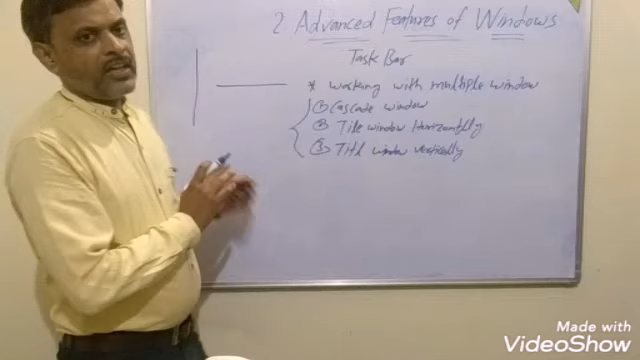 2. Advanced Features of Windows
Task Bar
* working with multiple window
① Cascade window
② Tile window Horizontally
③ Titl window vertically
Made with
VideoShow